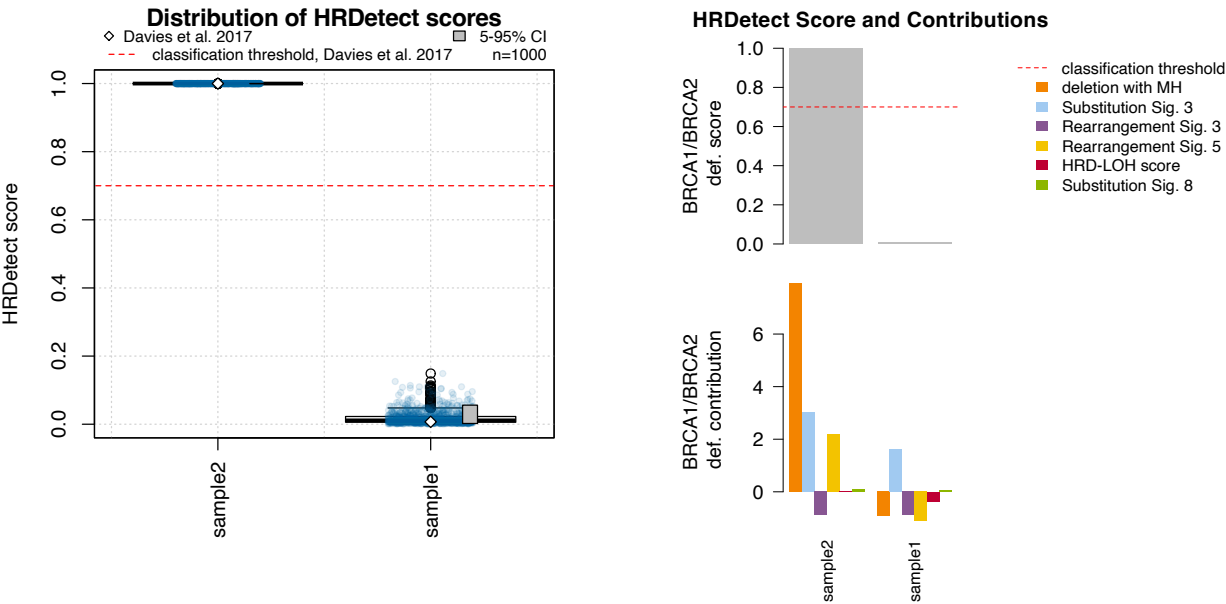 Distribution of HRDetect scores
Davies et al. 2017
5-95% CI
classification threshold, Davies et al. 2017
n=1000
HRDetect score
1.0
0.8
0.6
0.4
0.2
0.0
sample2
sample1
HRDetect Score and Contributions
BRCA1/BRCA2
def. score
1.0
0.8
0.6
0.4
0.2
0.0
classification threshold
deletion with MH
Substitution Sig. 3
Rearrangement Sig. 3
Rearrangement Sig. 5
HRD-LOH score
Substitution Sig. 8
BRCA1/BRCA2
def. contribution
6
4
2
0
sample2
sample1